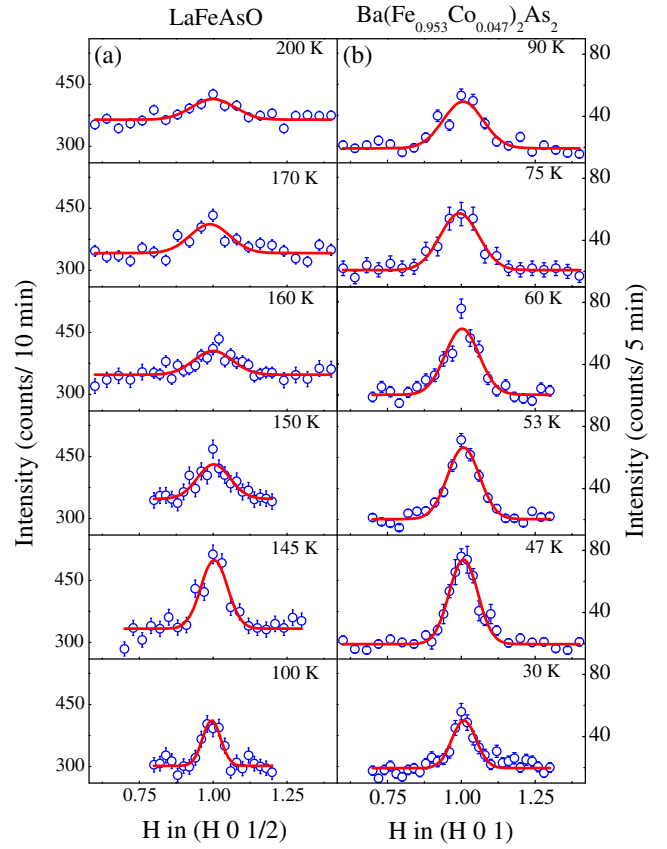 LaFeAsO
Ba(Fe0.953Co0.047)2As2
(a)
200 K
(b)
90 K
450
300
80
40
170 K
75 K
450
300
80
40
160 K
60 K
450
300
80
40
150 K
53 K
450
300
80
40
145 K
47 K
450
300
80
40
100 K
30 K
450
300
80
40
Intensity (counts/ 10 min)
Intensity (counts/ 5 min)
0.75 1.00 1.25
0.75 1.00 1.25
H in (H 0 1/2)
H in (H 0 1)